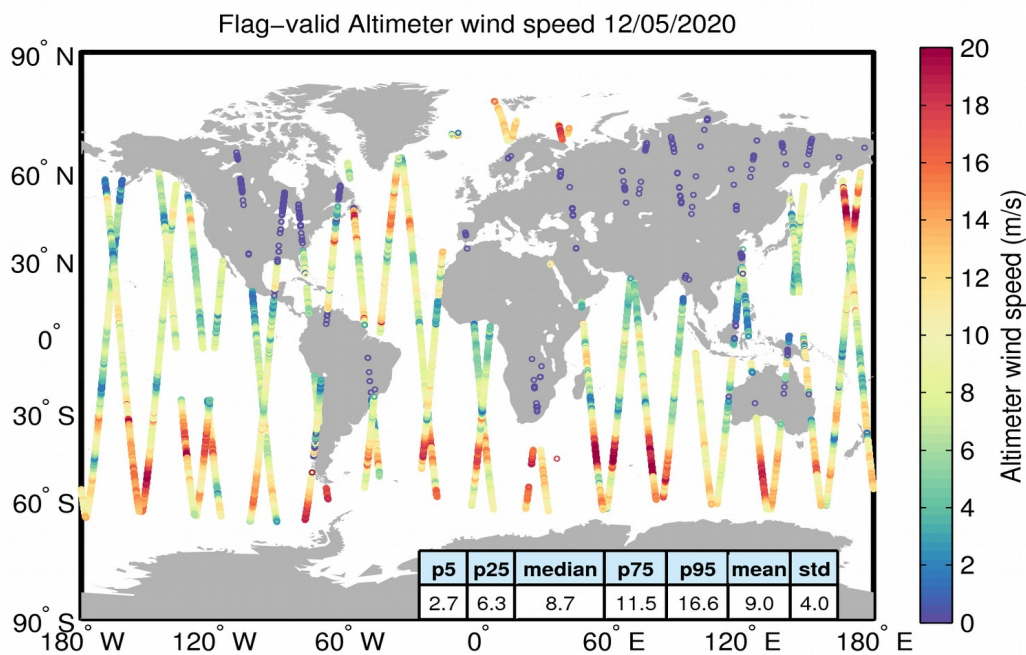 Flag-valid Altimeter wind speed 12/05/2020
90° N
60° N
30° N
0°
30° S
60° S
90° S
180° W
120° W
60° W
0°
60° E
120° E
180° E
p5 p25 median p75 p95 mean std
2.7 6.3 8.7 11.5 16.6 9.0 4.0
20
18
16
14
12
10
8
6
4
2
0
Altimeter wind speed (m/s)